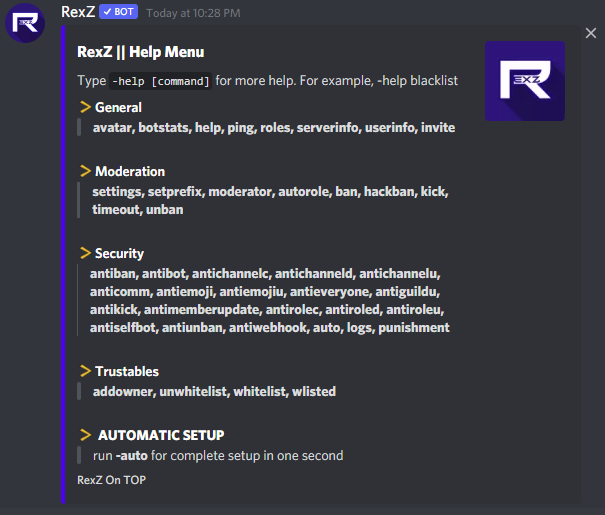 RexZ ✓ BOT Today at 10:28 PM
RexZ || Help Menu
Type -help [command] for more help. For example, -help blacklist
> General
avatar, botstats, help, ping, roles, serverinfo, userinfo, invite
> Moderation
settings, setprefix, moderator, autorole, ban, hackban, kick,
timeout, unban
> Security
antiban, antibot, antichannelc, antichanneld, antichannelu,
anticomm, antiemoji, antiemojiu, antieveryone, antiguildu,
antikick, antimemberupdate, antirolec, antiroled, antiroleu,
antiselfbot, antiunban, antiwebhook, auto, logs, punishment
> Trustables
addowner, unwhitelist, whitelist, wlisted
> AUTOMATIC SETUP
run -auto for complete setup in one second
RexZ On TOP
R REXZ